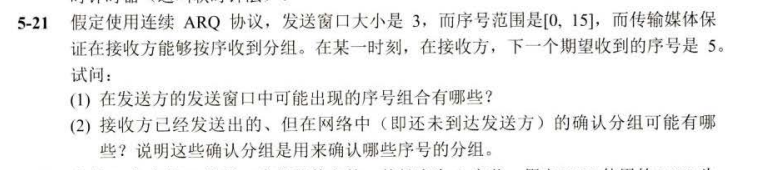 5-21 假定使用连续 ARQ 协议，发送窗口大小是 3，而序号范围是[0, 15]，而传输媒体保
证在接收方能够按序收到分组。在某一时刻，在接收方，下一个期望收到的序号是 5。
试问：
(1) 在发送方的发送窗口中可能出现的序号组合有哪些？
(2) 接收方已经发送出的、但在网络中（即还未到达发送方）的确认分组可能有哪
些？说明这些确认分组是用来确认哪些序号的分组。